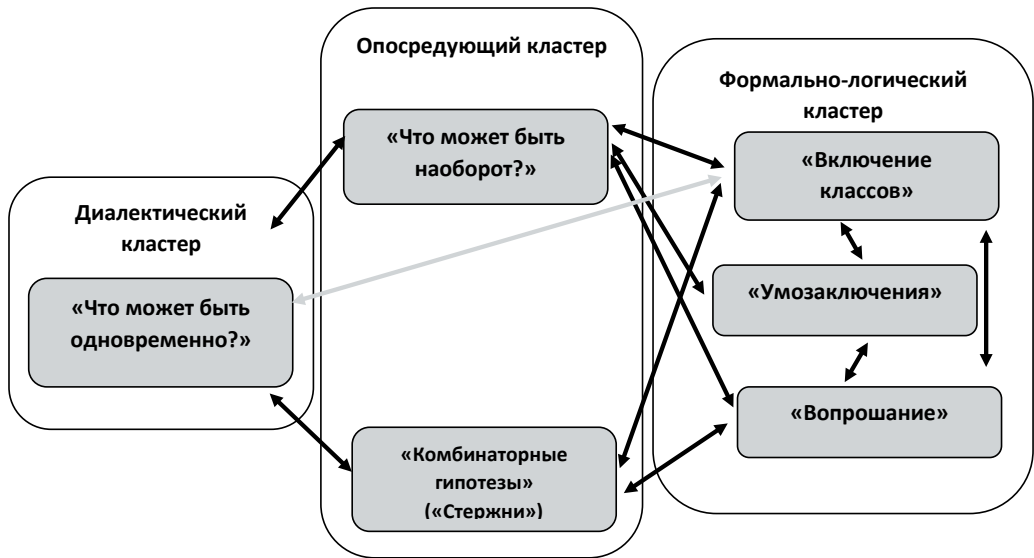 Опосредующий кластер
«Что может быть
наоборот?»
Формально-логический
кластер
«Включение
классов»
Диалектический
кластер
«Что может быть
одновременно?»
«Умозаключения»
«Вопрошание»
«Комбинаторные
гипотезы»
(«Стержни»)